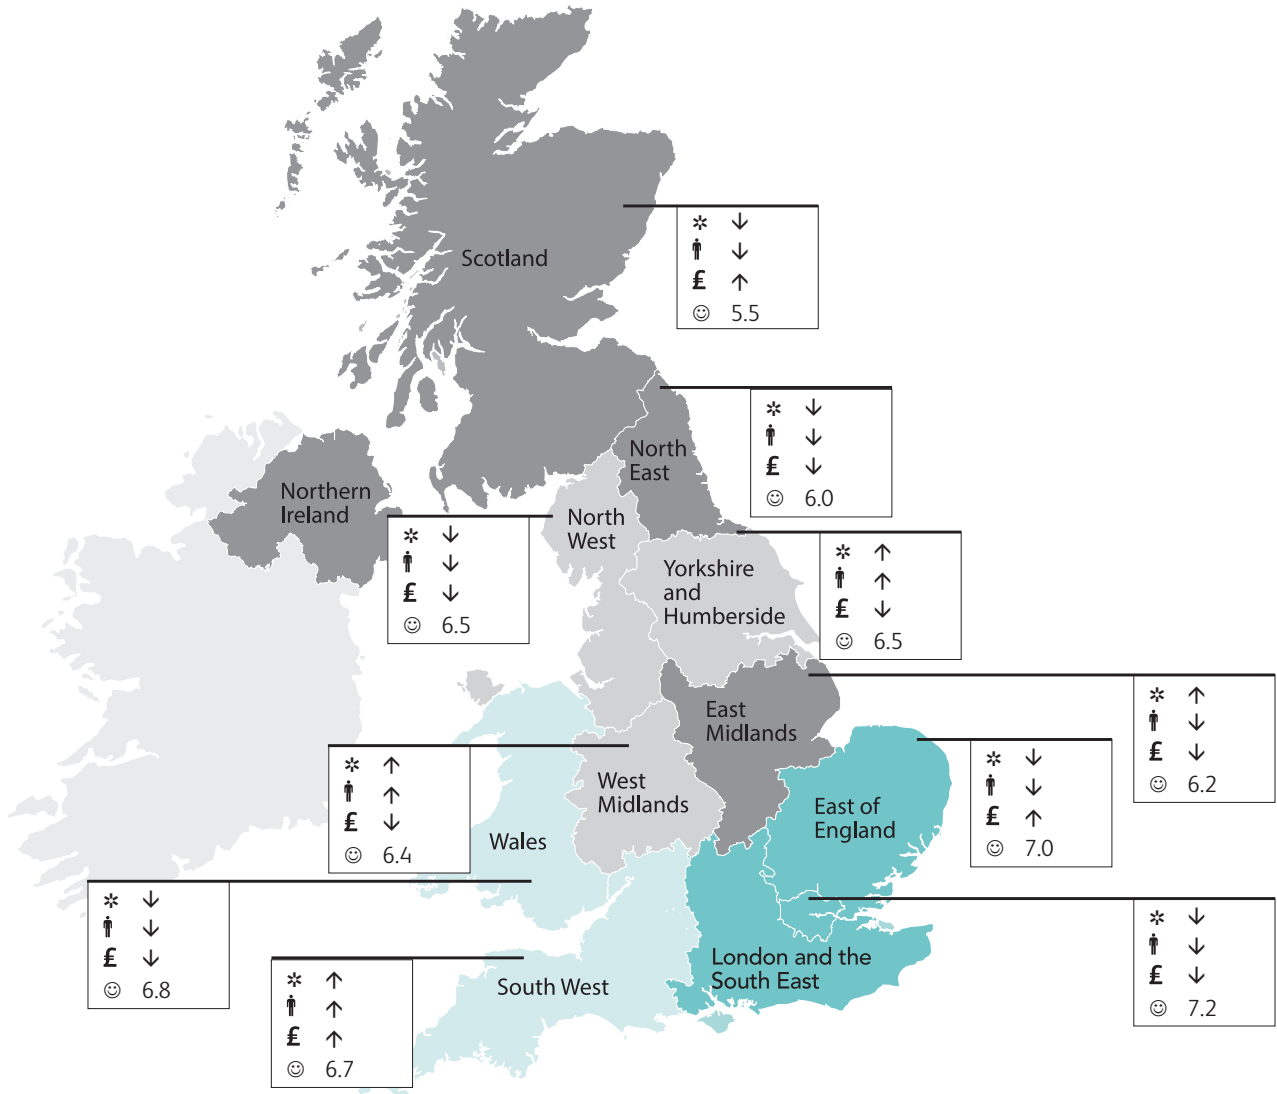 Scotland
✲ ↓
↓
£ ↑
☺ 5.5
✲ ↓
↓
£ ↓
☺ 6.0
North
East
Northern
Ireland
North
West
✲ ↓
↓
£ ↓
☺ 6.5
✲ ↑
↑
£ ↓
☺ 6.5
Yorkshire
and
Humberside
East
Midlands
✲ ↑
↓
£ ↓
☺ 6.2
✲ ↑
↑
£ ↓
☺ 6.4
West
Midlands
East of
England
✲ ↓
↓
£ ↑
☺ 7.0
Wales
✲ ↓
↓
£ ↓
☺ 6.8
✲ ↓
↓
£ ↓
☺ 7.2
South West
London and the
South East
✲ ↑
↑
£ ↑
☺ 6.7